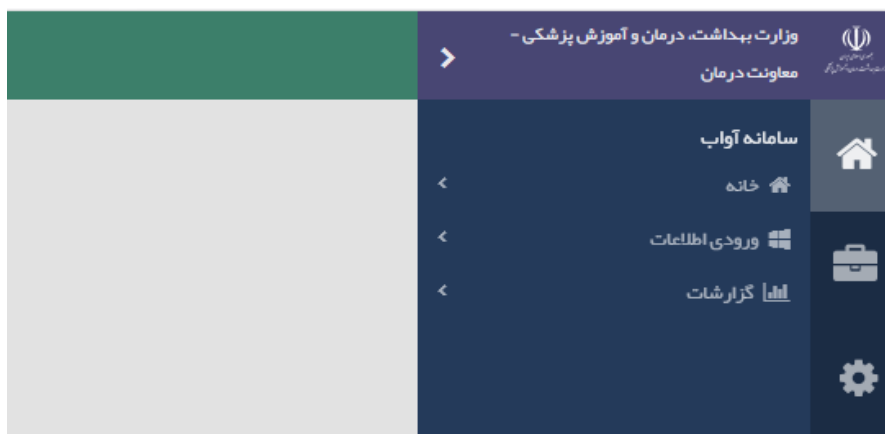 وزارت بهداشت، درمان و آموزش پزشکی -
معاونت درمان
سامانه آواب
خانه
ورودی اطلاعات
گزارشات